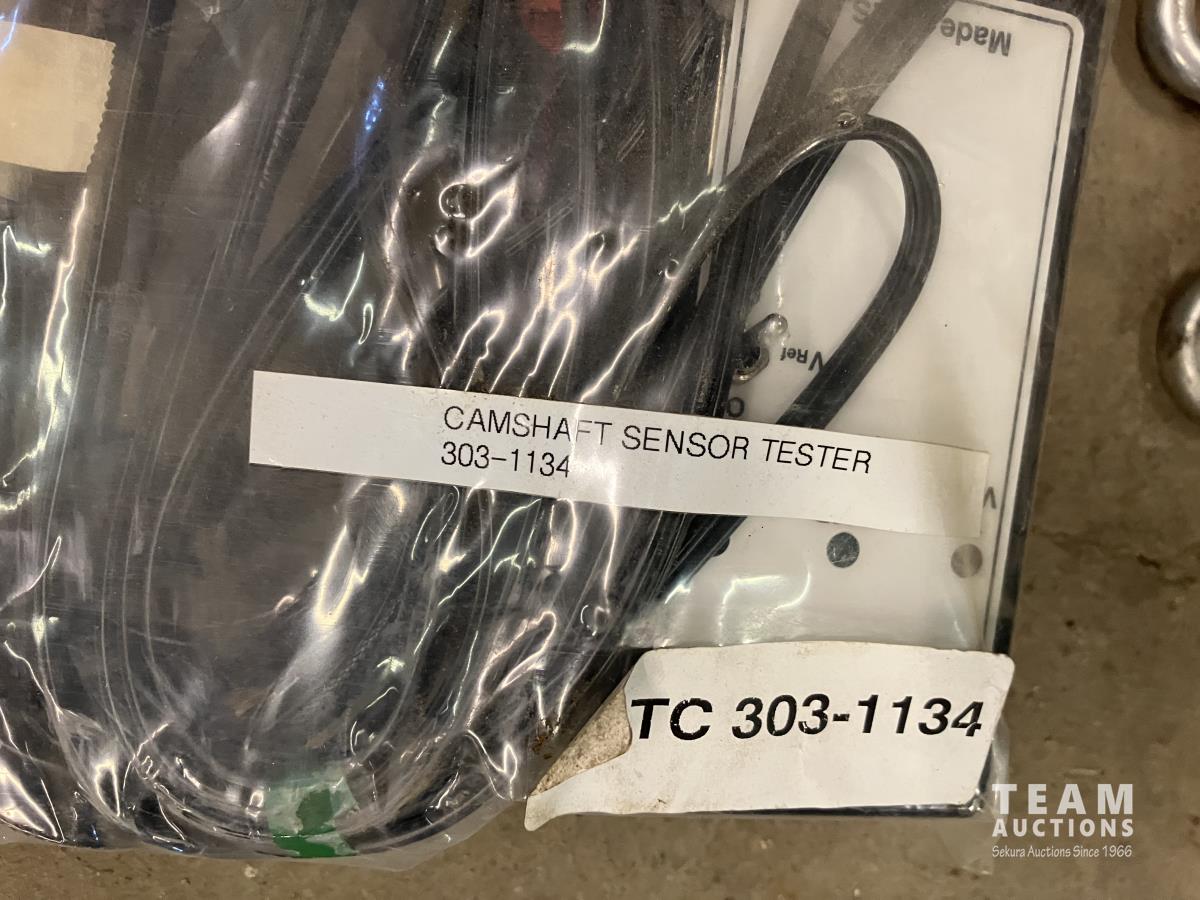 Made
VRef
CAMSHAFT SENSOR TESTER
303-1134
TC 303-1134
TEAM
AUCTIONS
Sekura Auctions Since 1966